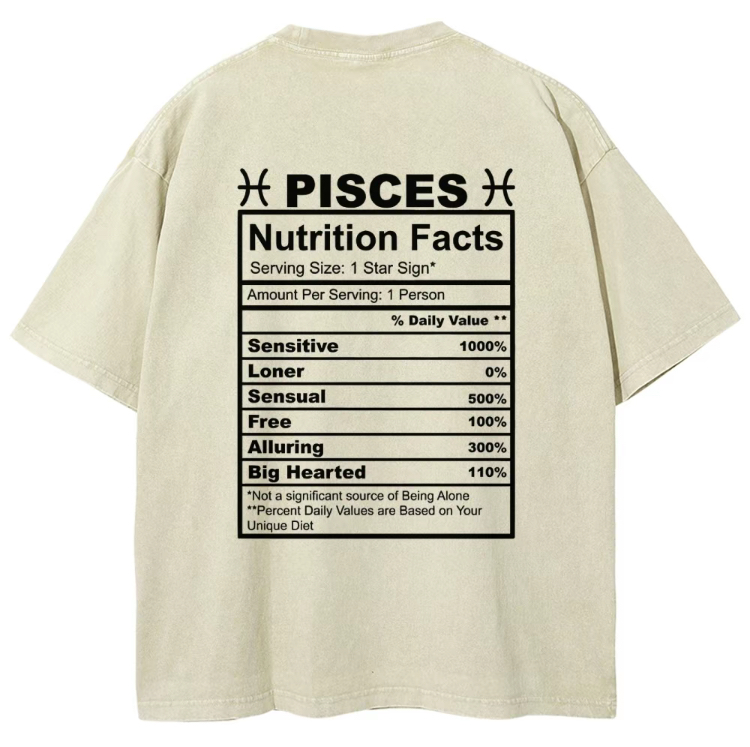 ♓ PISCES ♓
Nutrition Facts
Serving Size: 1 Star Sign*
Amount Per Serving: 1 Person
% Daily Value **
Sensitive 1000%
Loner 0%
Sensual 500%
Free 100%
Alluring 300%
Big Hearted 110%
*Not a significant source of Being Alone
**Percent Daily Values are Based on Your
Unique Diet